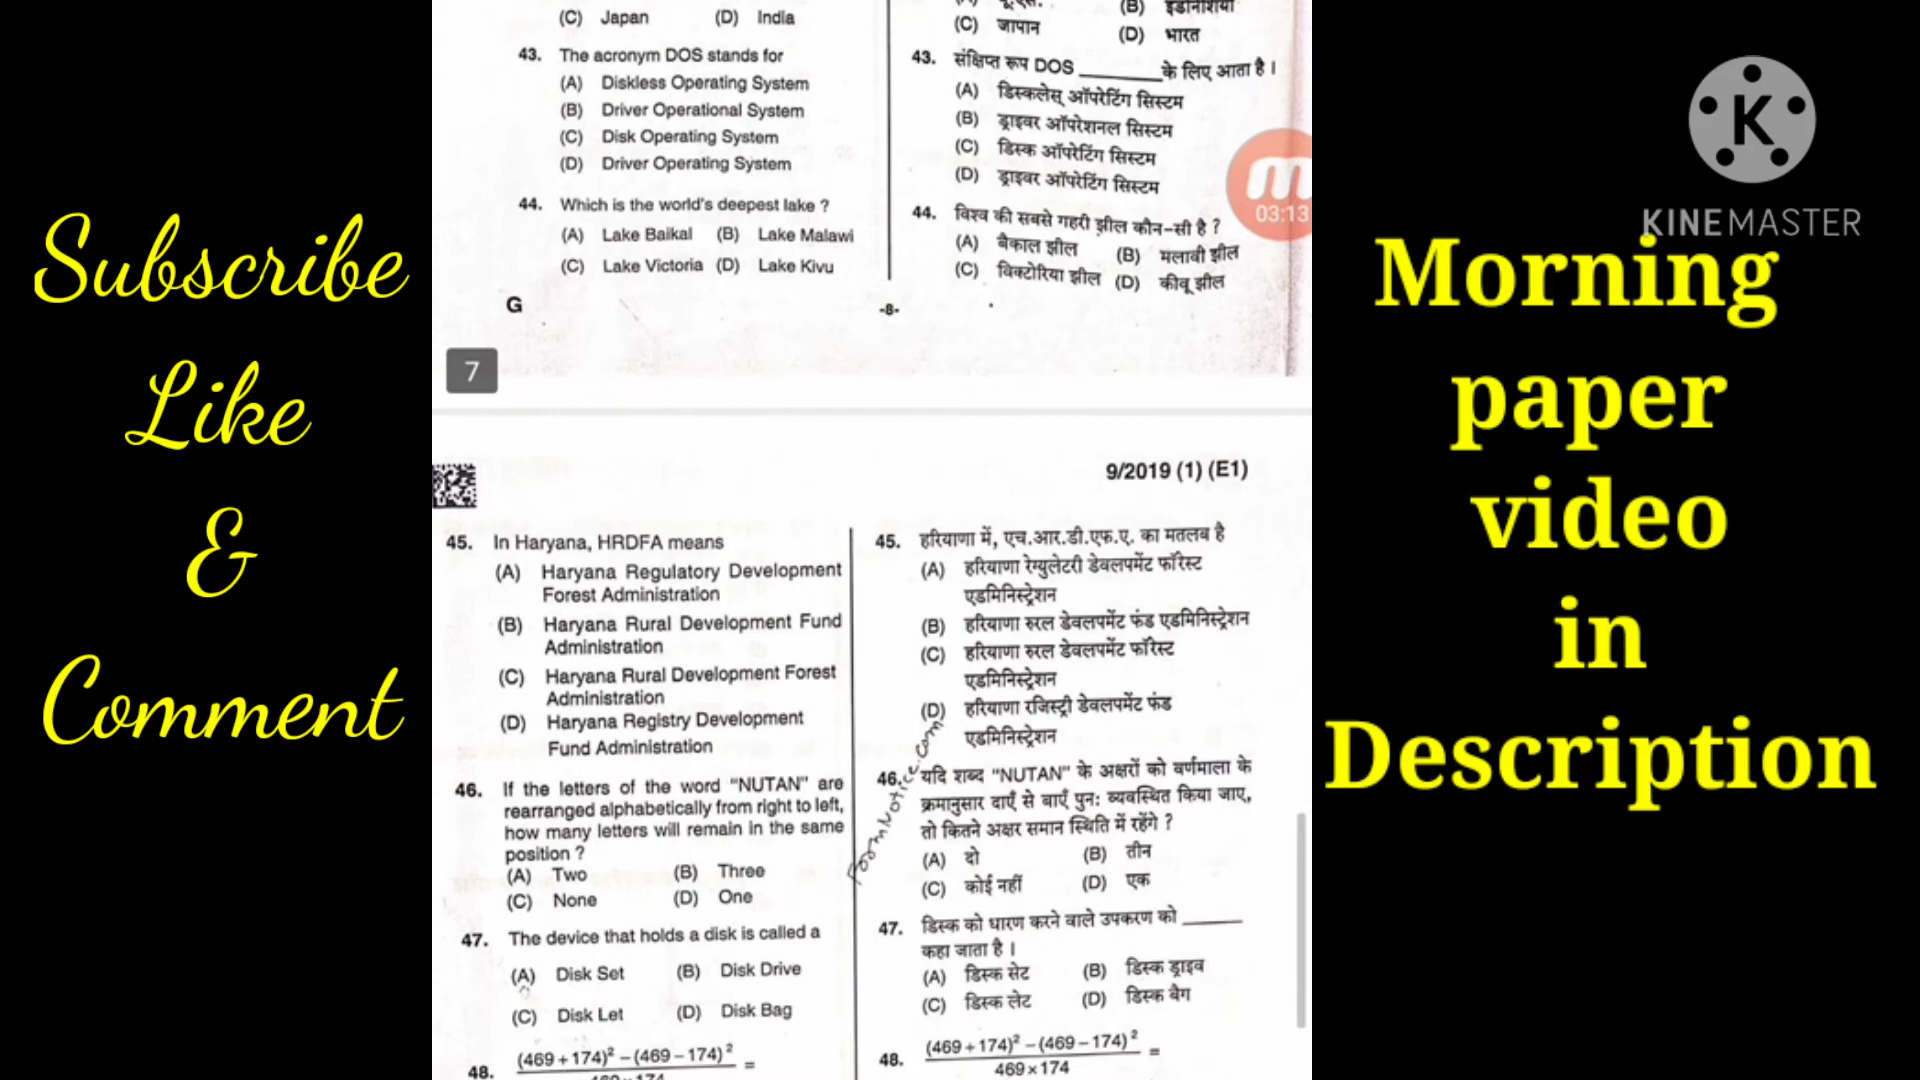 Subscribe
Like
&
Comment
(C) Japan (D) India
43. The acronym DOS stands for
(A) Diskless Operating System
(B) Driver Operational System
(C) Disk Operating System
(D) Driver Operating System
44. Which is the world's deepest lake ?
(A) Lake Baikal (B) Lake Malawi
(C) Lake Victoria (D) Lake Kivu
G
-8-
(B) इंडोनेशिया
(C) जापान (D) भारत
43. संक्षिप्त रूप DOS ________ के लिए आता है ।
(A) डिस्कलेस् ऑपरेटिंग सिस्टम
(B) ड्राइवर ऑपरेशनल सिस्टम
(C) डिस्क ऑपरेटिंग सिस्टम
(D) ड्राइवर ऑपरेटिंग सिस्टम
44. विश्व की सबसे गहरी झील कौन-सी है ?
(A) बैकाल झील (B) मलावी झील
(C) विक्टोरिया झील (D) कीवू झील
03:13
7
9/2019 (1) (E1)
45. In Haryana, HRDFA means
(A) Haryana Regulatory Development
Forest Administration
(B) Haryana Rural Development Fund
Administration
(C) Haryana Rural Development Forest
Administration
(D) Haryana Registry Development
Fund Administration
46. If the letters of the word "NUTAN" are
rearranged alphabetically from right to left,
how many letters will remain in the same
position ?
(A) Two (B) Three
(C) None (D) One
47. The device that holds a disk is called a
(A) Disk Set (B) Disk Drive
(C) Disk Let (D) Disk Bag
48. (469 + 174)² – (469 – 174)² =
FormNotice.com
45. हरियाणा में, एच.आर.डी.एफ.ए. का मतलब है
(A) हरियाणा रेग्युलेटरी डेवलपमेंट फॉरेस्ट
एडमिनिस्ट्रेशन
(B) हरियाणा रुरल डेवलपमेंट फंड एडमिनिस्ट्रेशन
(C) हरियाणा रुरल डेवलपमेंट फॉरेस्ट
एडमिनिस्ट्रेशन
(D) हरियाणा रजिस्ट्री डेवलपमेंट फंड
एडमिनिस्ट्रेशन
46. यदि शब्द "NUTAN" के अक्षरों को वर्णमाला के
क्रमानुसार दाएँ से बाएँ पुनः व्यवस्थित किया जाए,
तो कितने अक्षर समान स्थिति में रहेंगे ?
(A) दो (B) तीन
(C) कोई नहीं (D) एक
47. डिस्क को धारण करने वाले उपकरण को ______
कहा जाता है ।
(A) डिस्क सेट (B) डिस्क ड्राइव
(C) डिस्क लेट (D) डिस्क बैग
48. (469 + 174)² – (469 – 174)² =
469 × 174
K
KINEMASTER
Morning
paper
video
in
Description